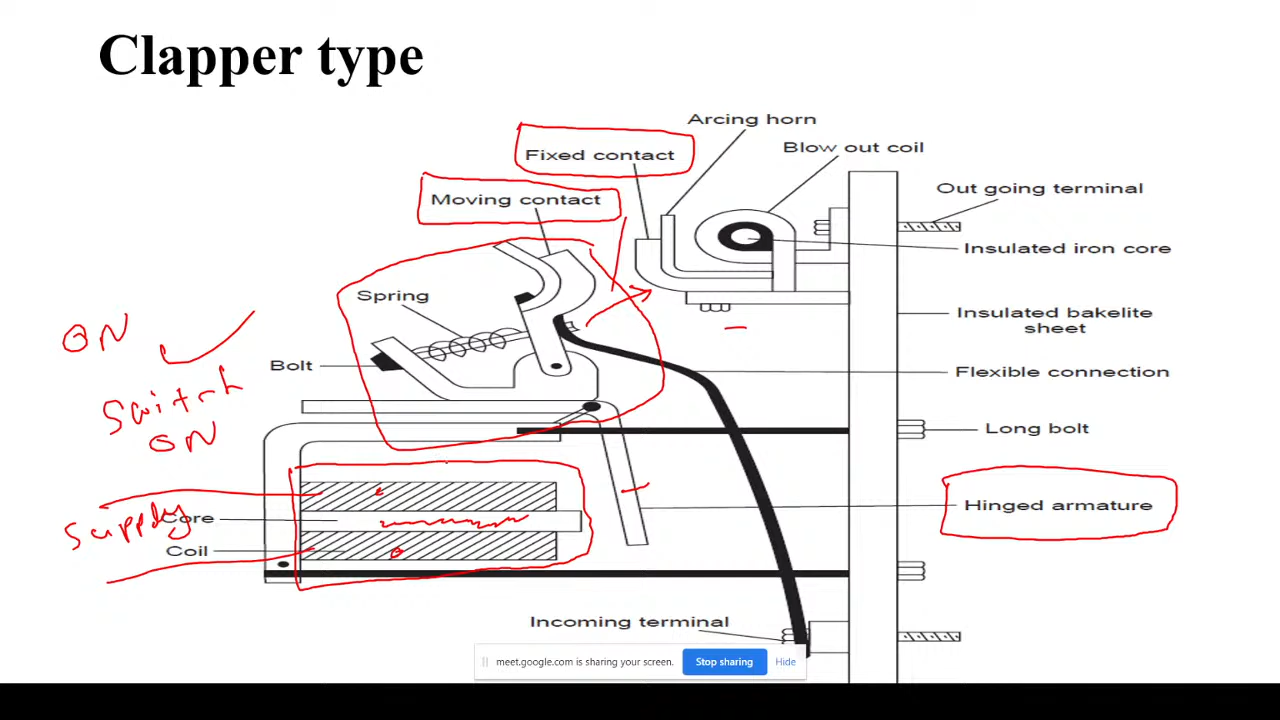 Clapper type
Arcing horn
Fixed contact
Blow out coil
Out going terminal
Moving contact
Insulated iron core
Spring
Insulated bakelite
sheet
ON
Bolt
Flexible connection
Switch
ON
Long bolt
Hinged armature
Supply
Core
Coil
Incoming terminal
meet.google.com is sharing your screen. Stop sharing Hide